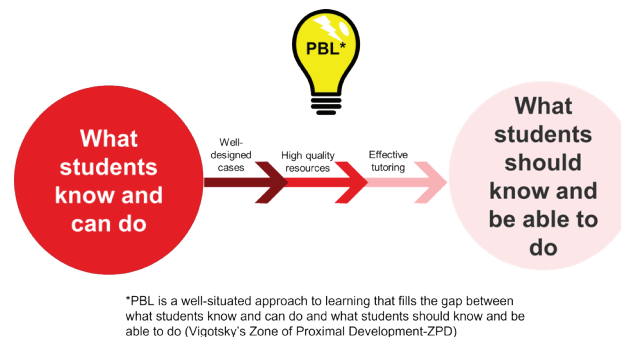 PBL*
What
students
know and
can do
Well-
designed
cases
High quality
resources
Effective
tutoring
What
students
should
know and
be able to
do
*PBL is a well-situated approach to learning that fills the gap between
what students know and can do and what students should know and be
able to do (Vigotsky's Zone of Proximal Development-ZPD)